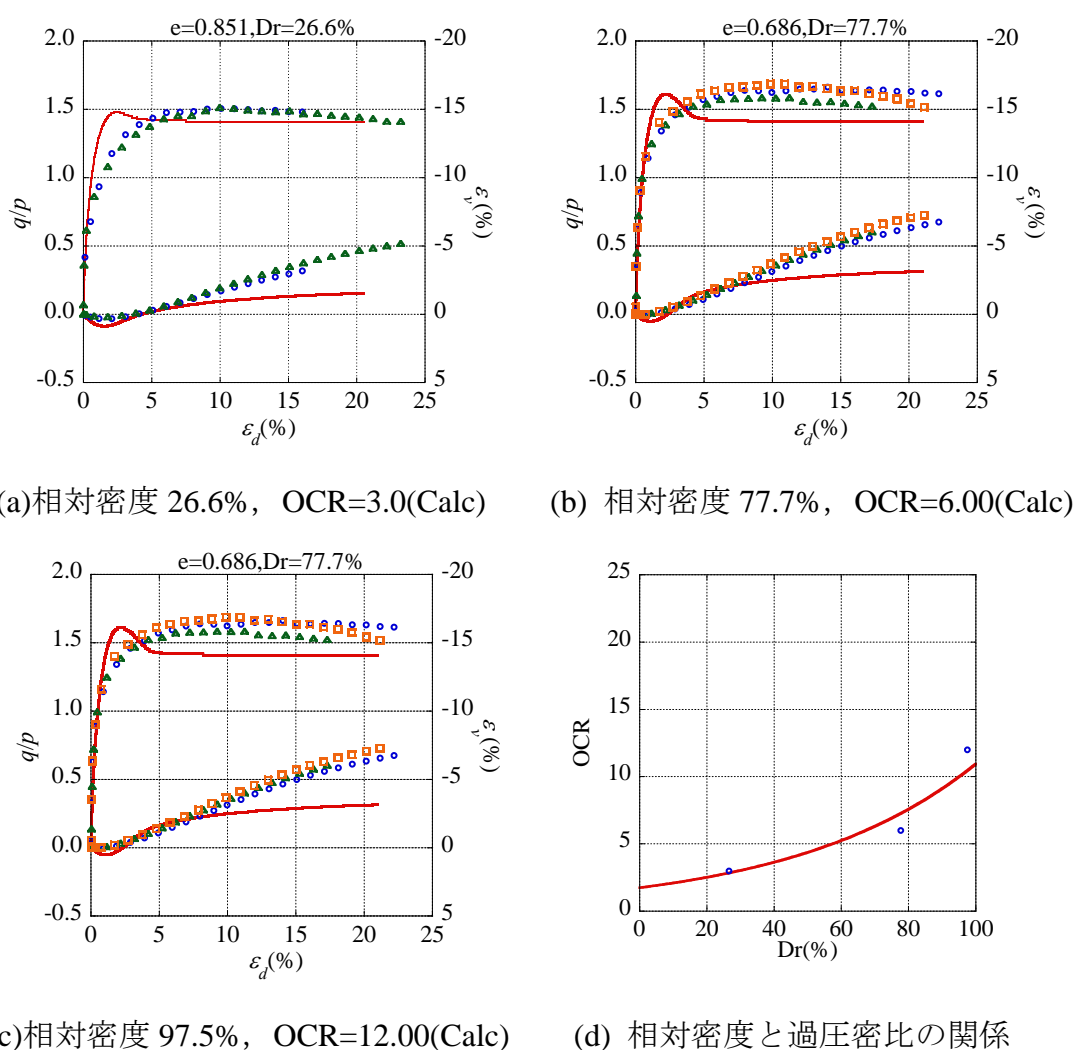 e=0.851,Dr=26.6%
2.0
1.5
1.0
0.5
0.0
-0.5
q/p
-20
-15
-10
-5
0
5
εv(%)
0 5 10 15 20 25
εd(%)
(a)相対密度 26.6%，OCR=3.0(Calc)
e=0.686,Dr=77.7%
2.0
1.5
1.0
0.5
0.0
-0.5
q/p
-20
-15
-10
-5
0
5
εv(%)
0 5 10 15 20 25
εd(%)
(b) 相対密度 77.7%，OCR=6.00(Calc)
e=0.686,Dr=77.7%
2.0
1.5
1.0
0.5
0.0
-0.5
q/p
-20
-15
-10
-5
0
5
εv(%)
0 5 10 15 20 25
εd(%)
c)相対密度 97.5%，OCR=12.00(Calc)
25
20
15
10
5
0
OCR
0 20 40 60 80 100
Dr(%)
(d) 相対密度と過圧密比の関係